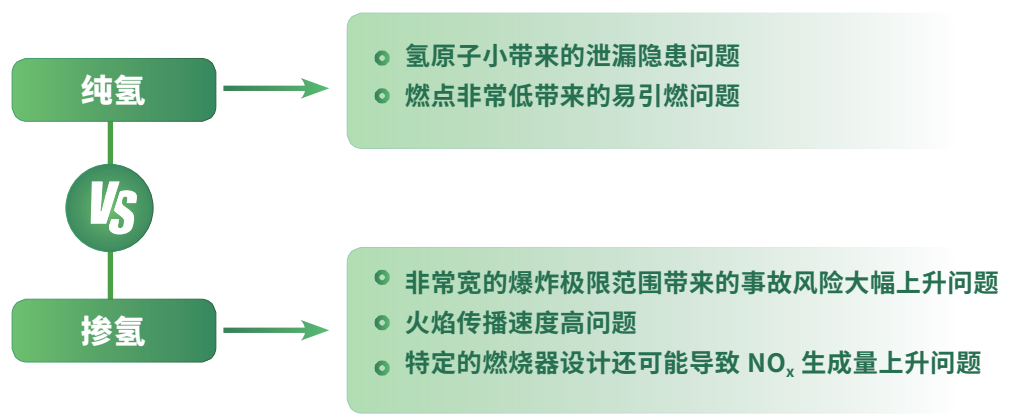 纯氢
氢原子小带来的泄漏隐患问题
燃点非常低带来的易引燃问题
VS
掺氢
非常宽的爆炸极限范围带来的事故风险大幅上升问题
火焰传播速度高问题
特定的燃烧器设计还可能导致 NOx 生成量上升问题